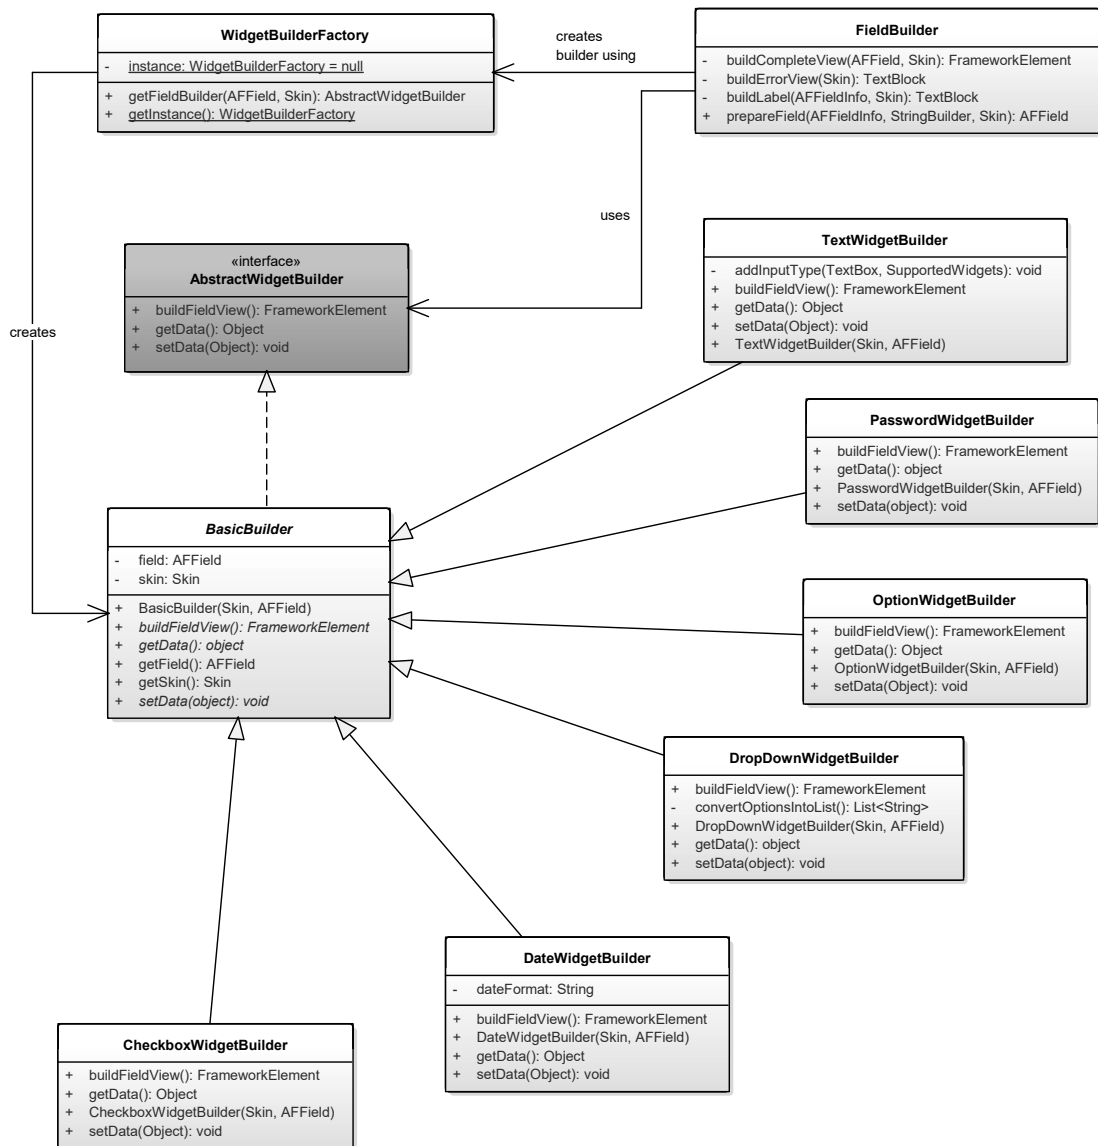 WidgetBuilderFactory
- instance: WidgetBuilderFactory = null
+ getFieldBuilder(AFField, Skin): AbstractWidgetBuilder
+ getInstance(): WidgetBuilderFactory
creates
builder using
FieldBuilder
- buildCompleteView(AFField, Skin): FrameworkElement
- buildErrorView(Skin): TextBlock
- buildLabel(AFFieldInfo, Skin): TextBlock
+ prepareField(AFFieldInfo, StringBuilder, Skin): AFField
uses
«interface»
AbstractWidgetBuilder
+ buildFieldView(): FrameworkElement
+ getData(): Object
+ setData(Object): void
creates
TextWidgetBuilder
- addInputType(TextBox, SupportedWidgets): void
+ buildFieldView(): FrameworkElement
+ getData(): Object
+ setData(Object): void
+ TextWidgetBuilder(Skin, AFField)
PasswordWidgetBuilder
+ buildFieldView(): FrameworkElement
+ getData(): object
+ PasswordWidgetBuilder(Skin, AFField)
+ setData(object): void
BasicBuilder
- field: AFField
- skin: Skin
+ BasicBuilder(Skin, AFField)
+ buildFieldView(): FrameworkElement
+ getData(): object
+ getField(): AFField
+ getSkin(): Skin
+ setData(object): void
OptionWidgetBuilder
+ buildFieldView(): FrameworkElement
+ getData(): Object
+ OptionWidgetBuilder(Skin, AFField)
+ setData(Object): void
DropDownWidgetBuilder
+ buildFieldView(): FrameworkElement
- convertOptionsIntoList(): List<String>
+ DropDownWidgetBuilder(Skin, AFField)
+ getData(): object
+ setData(object): void
DateWidgetBuilder
- dateFormat: String
+ buildFieldView(): FrameworkElement
+ DateWidgetBuilder(Skin, AFField)
+ getData(): Object
+ setData(Object): void
CheckboxWidgetBuilder
+ buildFieldView(): FrameworkElement
+ getData(): Object
+ CheckboxWidgetBuilder(Skin, AFField)
+ setData(Object): void